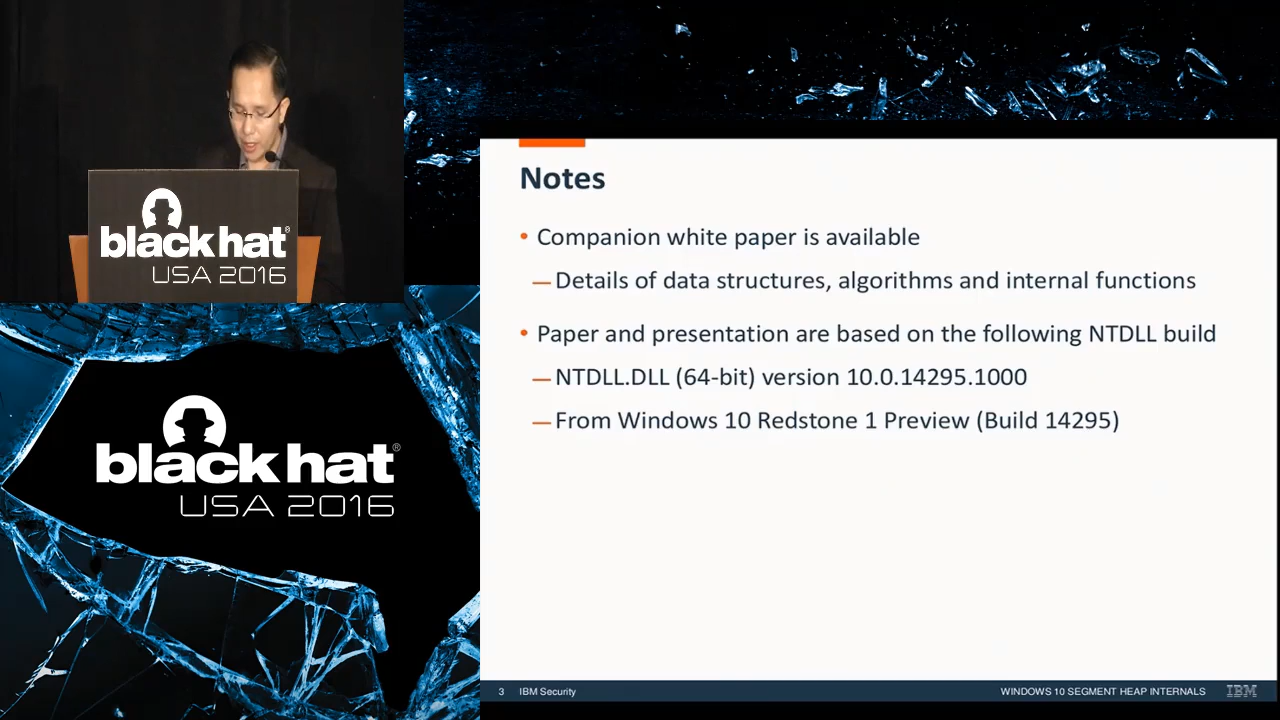 black hat®
USA 2016
black hat®
USA 2016
Notes
• Companion white paper is available
— Details of data structures, algorithms and internal functions
• Paper and presentation are based on the following NTDLL build
— NTDLL.DLL (64-bit) version 10.0.14295.1000
— From Windows 10 Redstone 1 Preview (Build 14295)
3 IBM Security WINDOWS 10 SEGMENT HEAP INTERNALS IBM